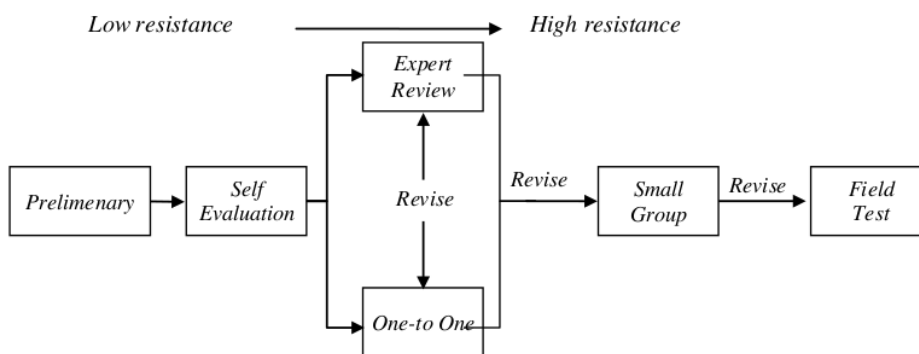 Low resistance
High resistance
Expert
Review
Prelimenary
Self
Evaluation
Revise
Revise
Small
Group
Revise
Field
Test
One-to One